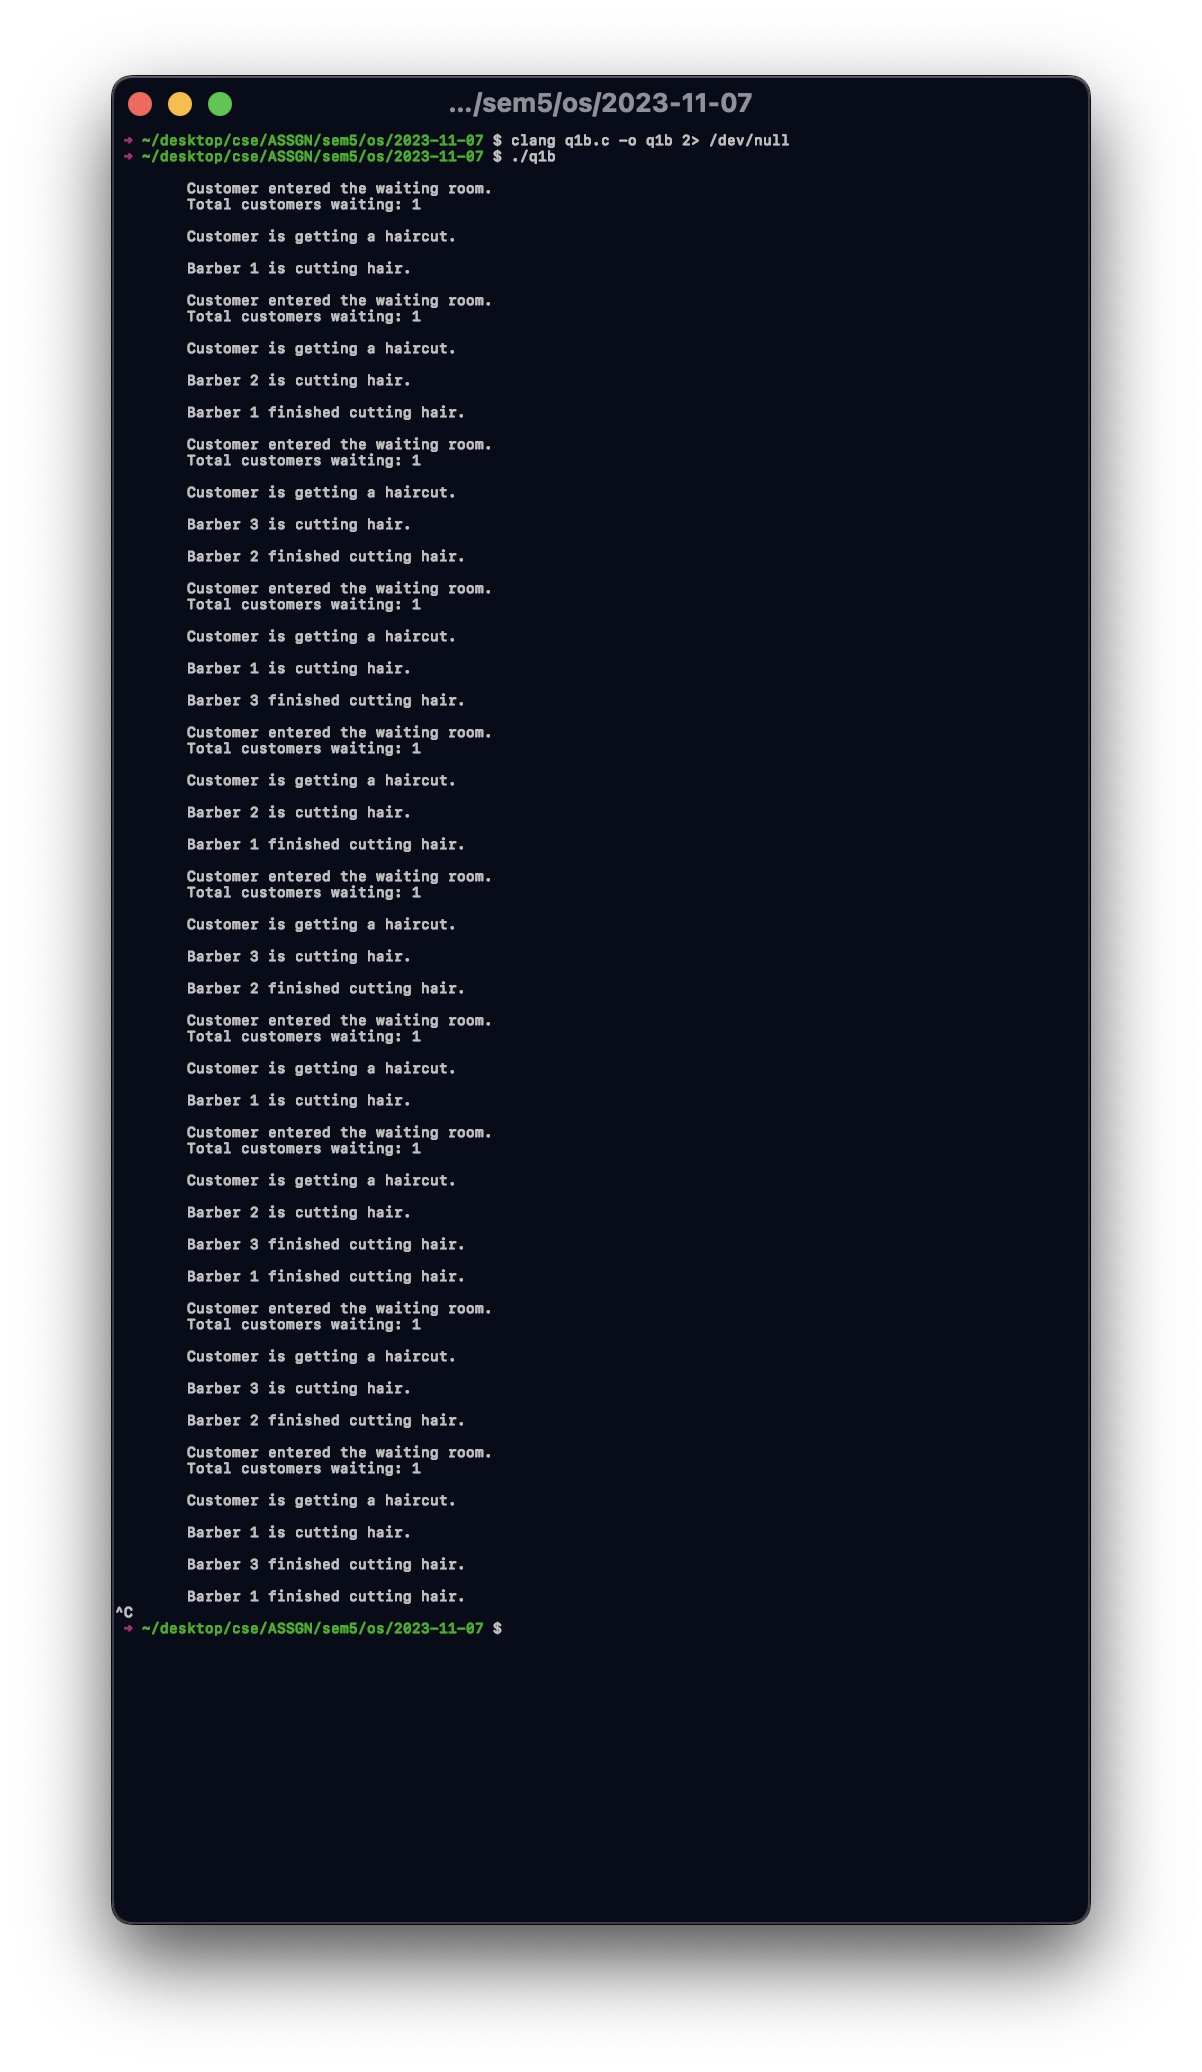 .../sem5/os/2023-11-07
→ ~/desktop/cse/ASSGN/sem5/os/2023-11-07 $ clang q1b.c -o q1b 2> /dev/null
→ ~/desktop/cse/ASSGN/sem5/os/2023-11-07 $ ./q1b
Customer entered the waiting room.
Total customers waiting: 1
Customer is getting a haircut.
Barber 1 is cutting hair.
Customer entered the waiting room.
Total customers waiting: 1
Customer is getting a haircut.
Barber 2 is cutting hair.
Barber 1 finished cutting hair.
Customer entered the waiting room.
Total customers waiting: 1
Customer is getting a haircut.
Barber 3 is cutting hair.
Barber 2 finished cutting hair.
Customer entered the waiting room.
Total customers waiting: 1
Customer is getting a haircut.
Barber 1 is cutting hair.
Barber 3 finished cutting hair.
Customer entered the waiting room.
Total customers waiting: 1
Customer is getting a haircut.
Barber 2 is cutting hair.
Barber 1 finished cutting hair.
Customer entered the waiting room.
Total customers waiting: 1
Customer is getting a haircut.
Barber 3 is cutting hair.
Barber 2 finished cutting hair.
Customer entered the waiting room.
Total customers waiting: 1
Customer is getting a haircut.
Barber 1 is cutting hair.
Customer entered the waiting room.
Total customers waiting: 1
Customer is getting a haircut.
Barber 2 is cutting hair.
Barber 3 finished cutting hair.
Barber 1 finished cutting hair.
Customer entered the waiting room.
Total customers waiting: 1
Customer is getting a haircut.
Barber 3 is cutting hair.
Barber 2 finished cutting hair.
Customer entered the waiting room.
Total customers waiting: 1
Customer is getting a haircut.
Barber 1 is cutting hair.
Barber 3 finished cutting hair.
Barber 1 finished cutting hair.
^C
→ ~/desktop/cse/ASSGN/sem5/os/2023-11-07 $